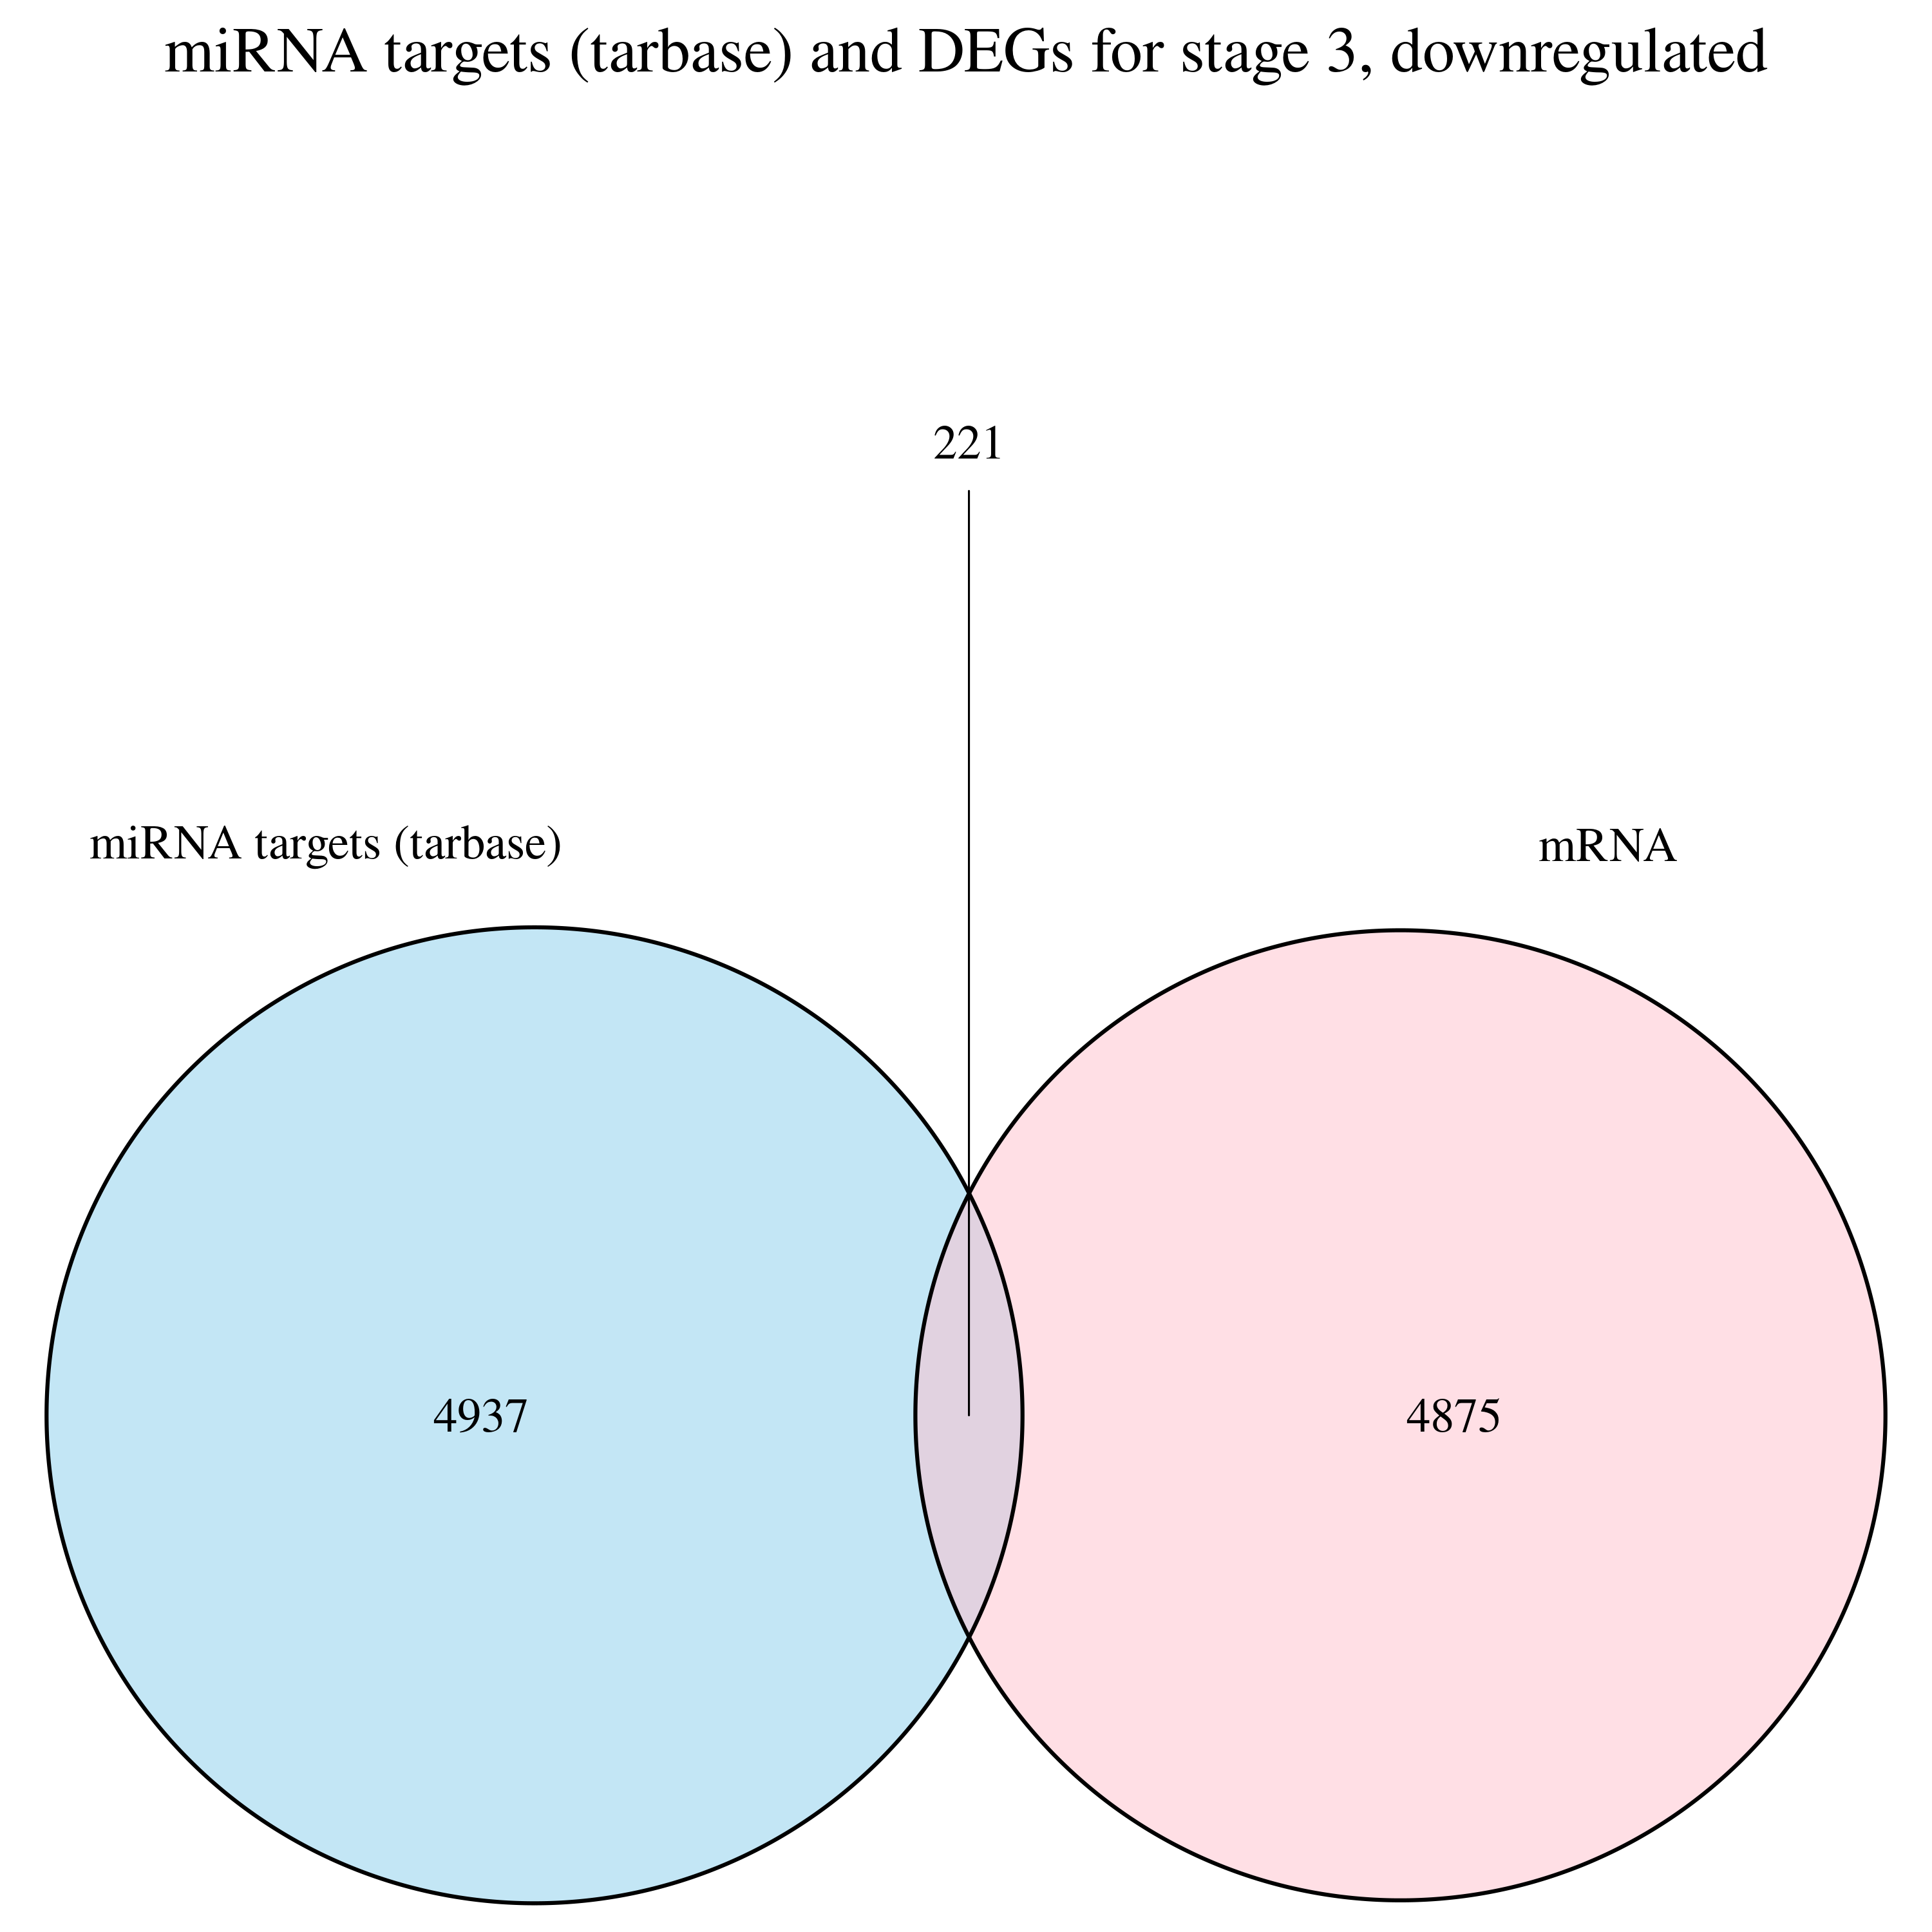 miRNA targets (tarbase) and DEGs for stage 3, downregulated
221
miRNA targets (tarbase)
mRNA
4937
4875